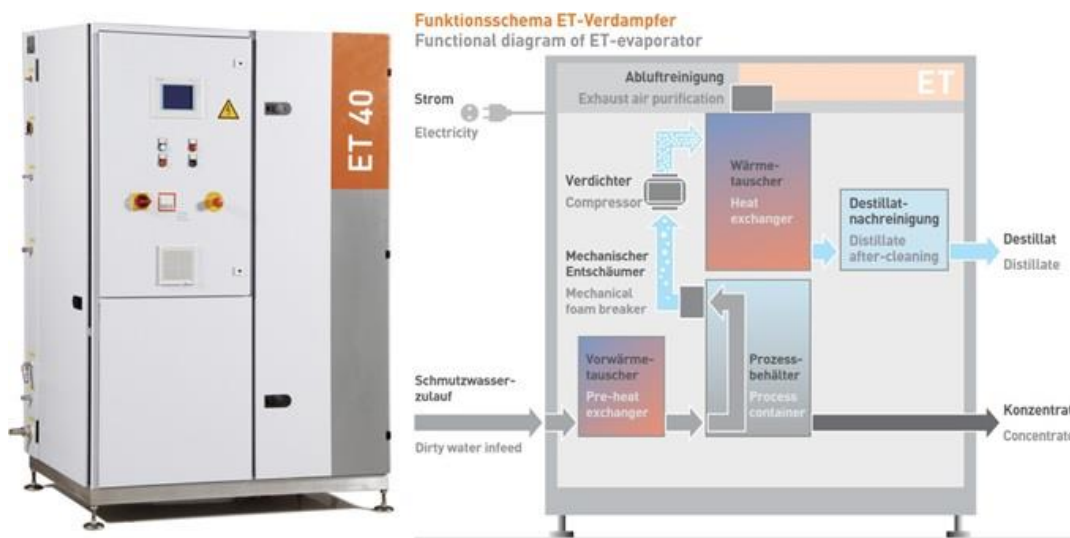 ET 40
Funktionsschema ET-Verdampfer
Functional diagram of ET-evaporator
Abluftreinigung
Exhaust air purification
ET
Strom
Electricity
Verdichter
Compressor
Wärme-
tauscher
Heat
exchanger
Destillat-
nachreinigung
Distillate
after-cleaning
Destillat
Distillate
Mechanischer
Entschäumer
Mechanical
foam breaker
Vorwärme-
tauscher
Pre-heat
exchanger
Prozess-
behälter
Process
container
Schmutzwasser-
zulauf
Dirty water infeed
Konzentrat
Concentrate